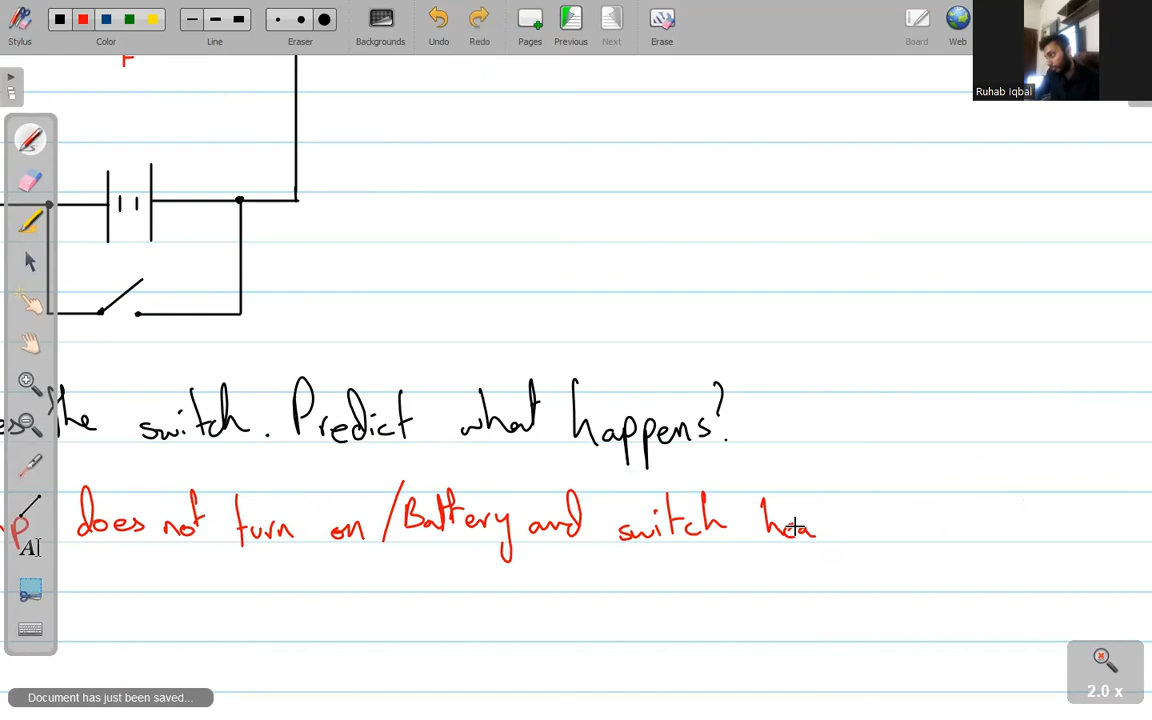 Stylus Color Line Eraser Backgrounds Undo Redo Pages Previous Next Erase Board Web
Ruhab Iqbal
the switch. Predict what happens?
does not turn on / Battery and switch hea
Document has just been saved...
2.0 x